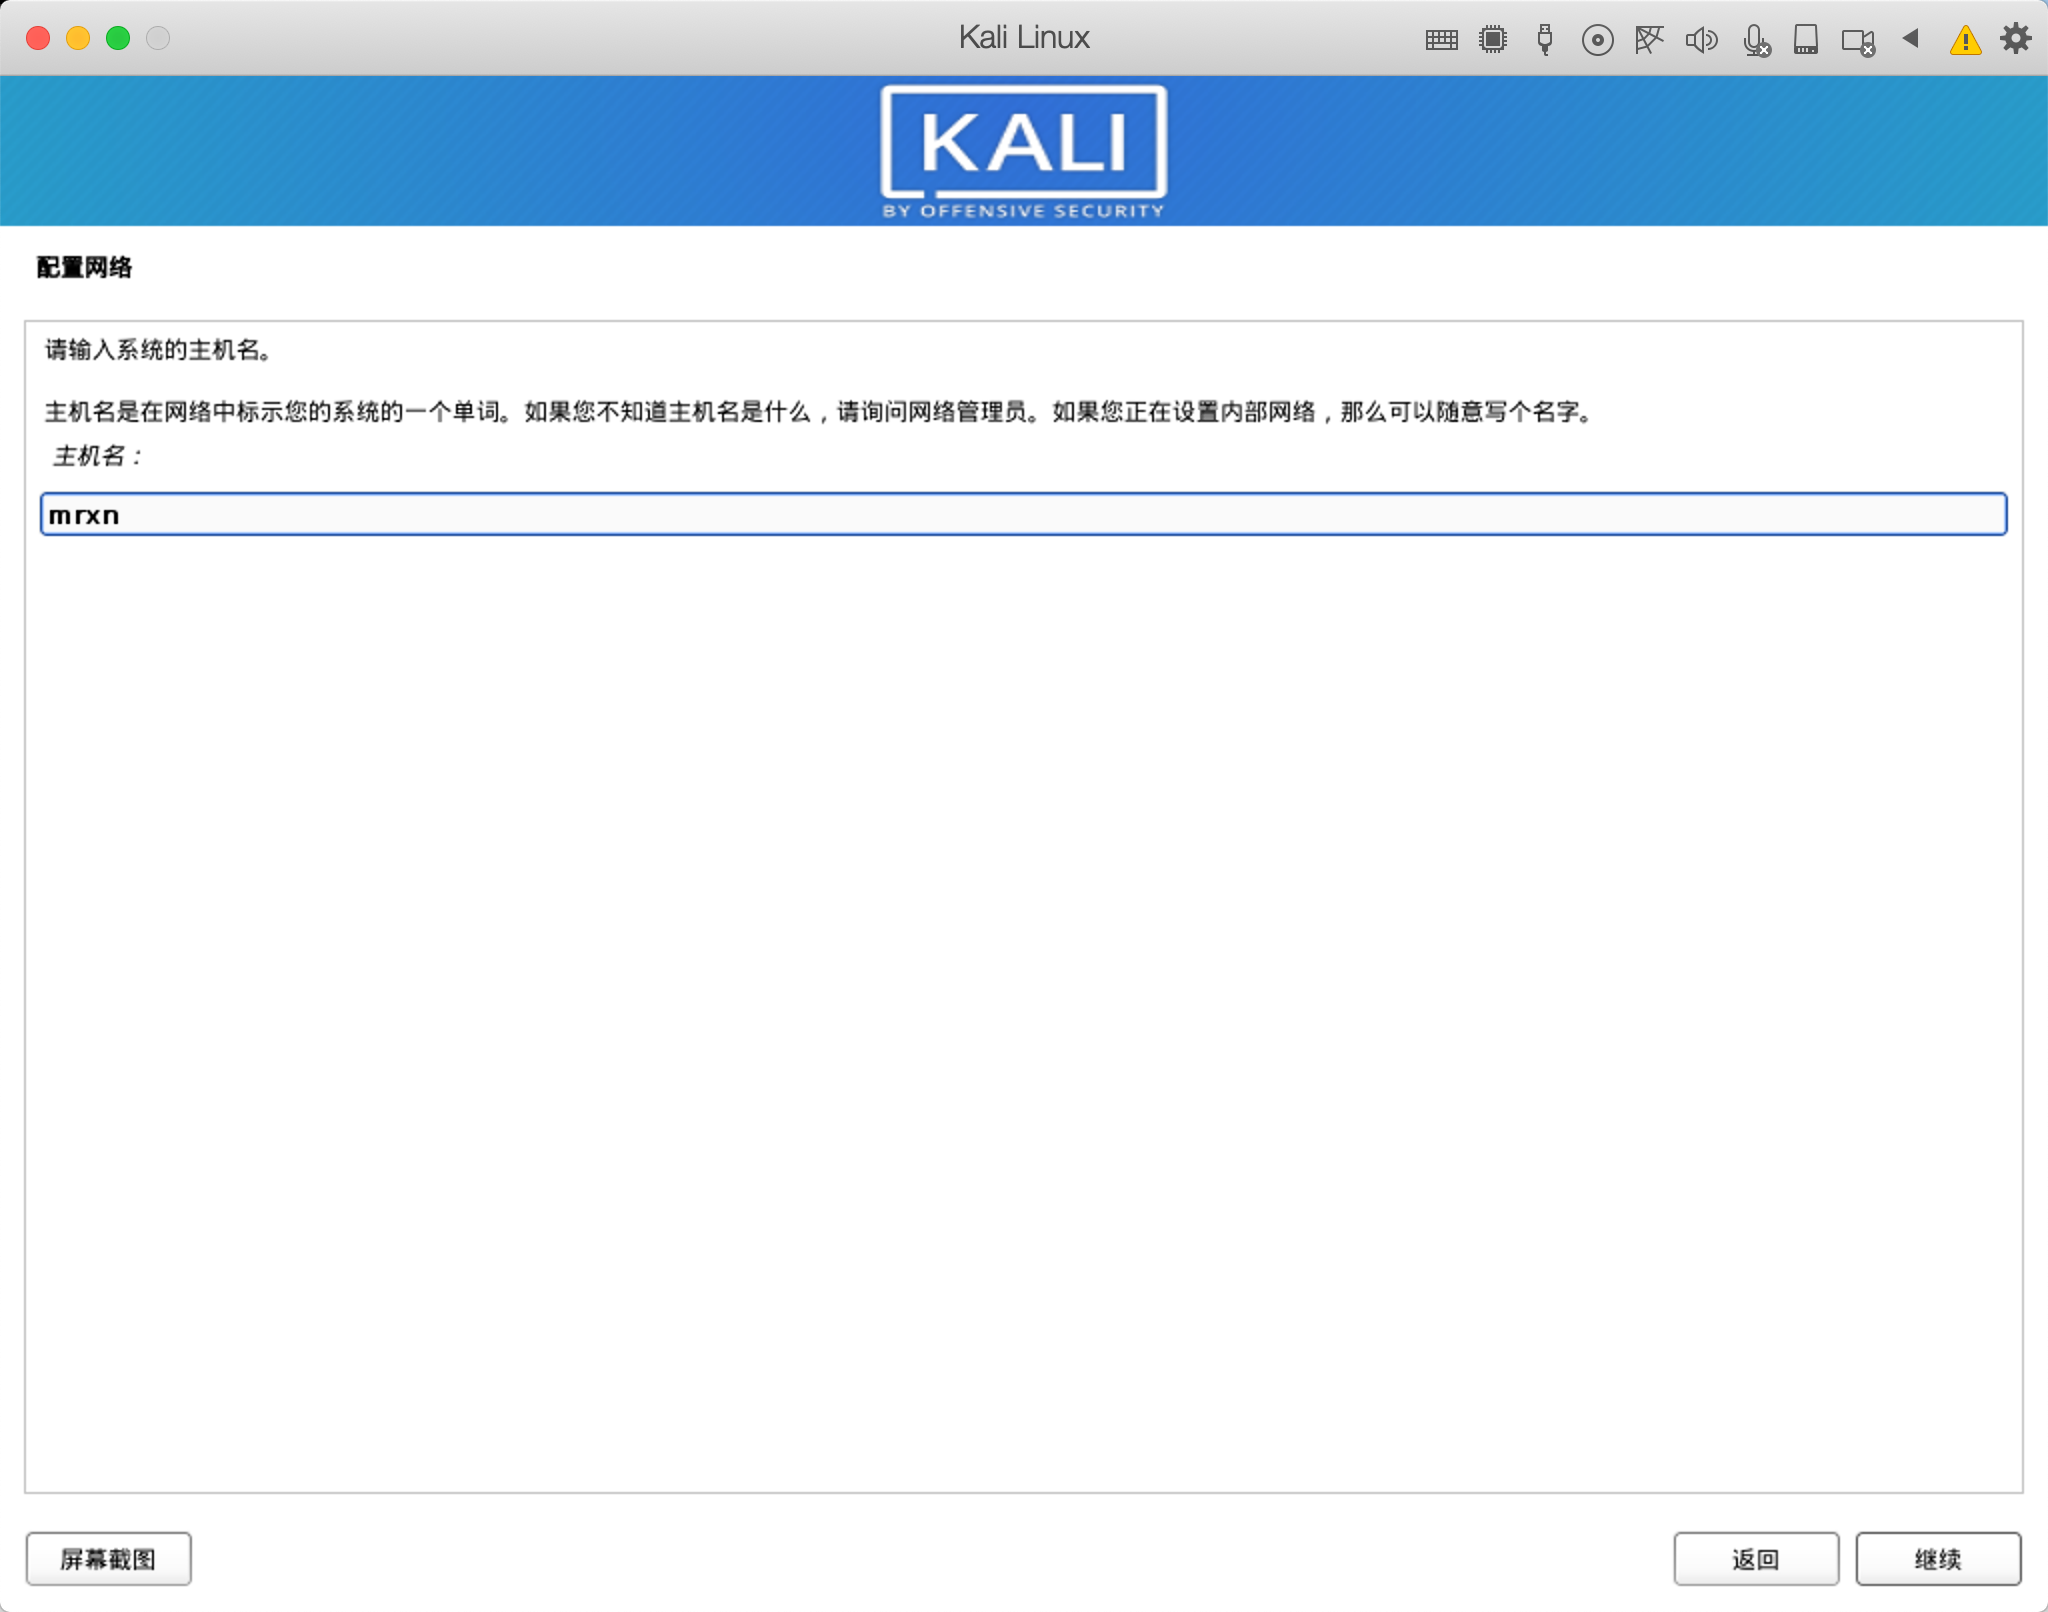 Kali Linux
KALI
BY OFFENSIVE SECURITY
配置网络
请输入系统的主机名。
主机名是在网络中标示您的系统的一个单词。如果您不知道主机名是什么，请询问网络管理员。如果您正在设置内部网络，那么可以随意写个名字。
主机名：
mrxn
屏幕截图
返回
继续